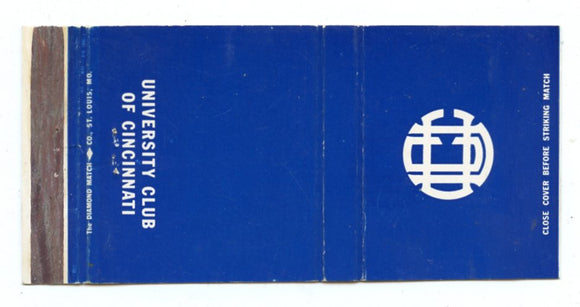 The DIAMOND MATCH CO., ST. LOUIS, MO.
UNIVERSITY CLUB
OF CINCINNATI
CLOSE COVER BEFORE STRIKING MATCH